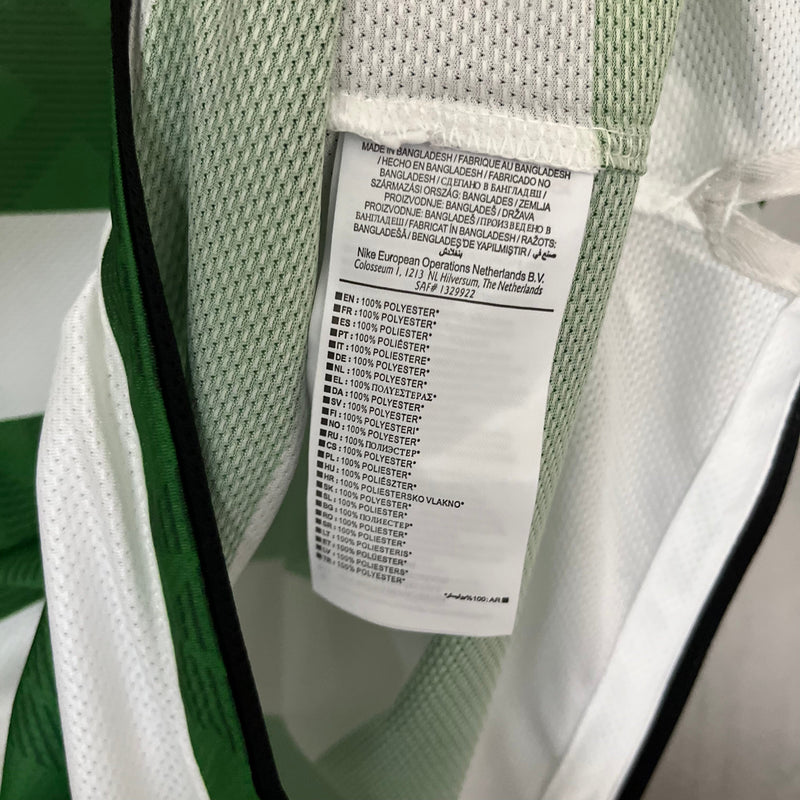 MADE IN BANGLADESH / FABRIQUE AU BANGLADESH
/ HECHO EN BANGLADESH / FABRICADO NO
BANGLADESH / СДЕЛАНО В БАНГЛАДЕШ /
SZÁRMAZÁSI ORSZÁG: BANGLADES / ZEMLJA
PROIZVODNJE: BANGLADEŠ / DRŽAVA
PROIZVODNJE: BANGLADEŠ / ПРОИЗВЕДЕНО В
БАНГЛАДЕШ / FABRICAT ÎN BANGLADESH / RAŽOTS:
BANGLADEŠĀ / BENGLADEŞ'DE YAPILMIŞTIR / صنع في
بنغلاديش
Nike European Operations Netherlands B.V.
Colosseum 1, 1213 NL Hilversum, The Netherlands
SAF# 1329922
EN : 100% POLYESTER*
FR : 100% POLYESTER*
ES : 100% POLIÉSTER*
PT : 100% POLIÉSTER*
IT : 100% POLIESTERE*
DE : 100% POLYESTER*
NL : 100% POLYESTER*
EL : 100% ΠΟΛΥΕΣΤΕΡΑΣ*
DA : 100% POLYESTER*
SV : 100% POLYESTER*
FI : 100% POLYESTERI*
NO : 100% POLYESTER*
RU : 100% ПОЛИЭСТЕР*
CS : 100% POLYESTER*
PL : 100% POLIESTER*
HU : 100% POLIÉSZTER*
HR : 100% POLIESTERSKO VLAKNO*
SK : 100% POLYESTER*
SL : 100% POLIESTER*
BG : 100% ПОЛИЕСТЕР*
RO : 100% POLIESTER*
SR : 100% POLIESTER*
LT : 100% POLIESTERIS*
ET : 100% POLÜESTER*
LV : 100% POLIESTERS*
TR : 100% POLYESTER*
AR : 100%